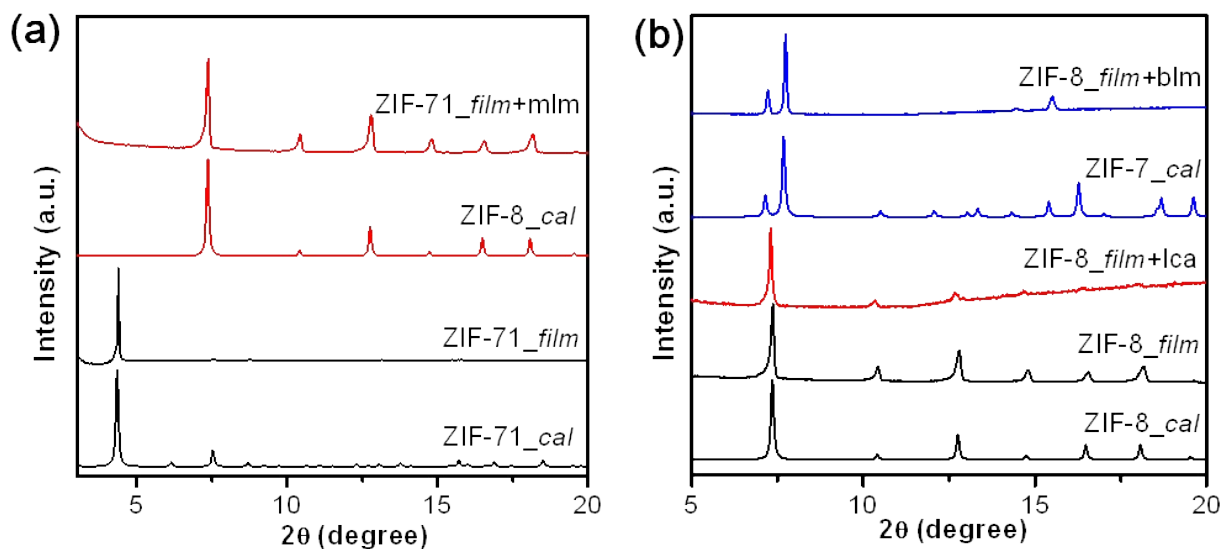 (a)
ZIF-71_film+mIm
ZIF-8_cal
ZIF-71_film
ZIF-71_cal
Intensity (a.u.)
5 10 15 20
2θ (degree)
(b)
ZIF-8_film+bIm
ZIF-7_cal
ZIF-8_film+Ica
ZIF-8_film
ZIF-8_cal
Intensity (a.u.)
5 10 15 20
2θ (degree)